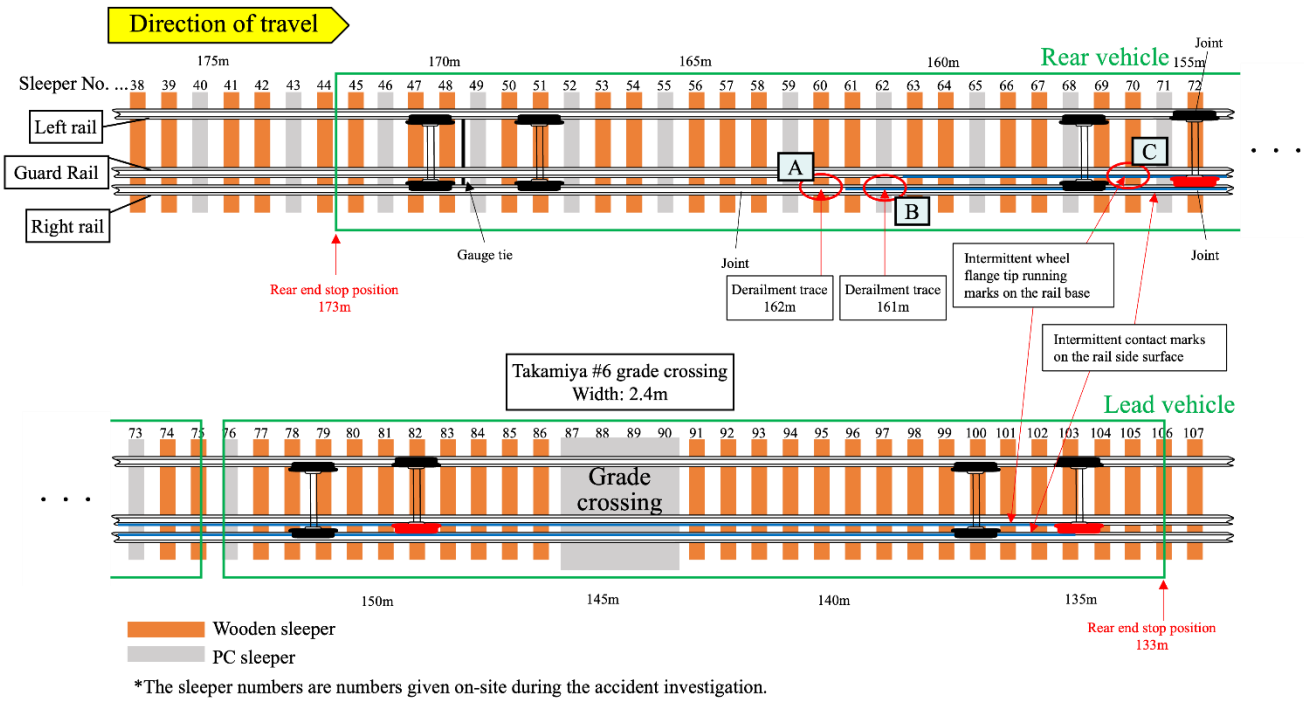 Direction of travel
175m
170m
165m
160m
155m
Rear vehicle
Joint
Sleeper No. ...38 39 40 41 42 43 44 45 46 47 48 49 50 51 52 53 54 55 56 57 58 59 60 61 62 63 64 65 66 67 68 69 70 71 72
Left rail
Guard Rail
Right rail
A
B
C
. . .
Gauge tie
Joint
Joint
Rear end stop position
173m
Derailment trace
162m
Derailment trace
161m
Intermittent wheel
flange tip running
marks on the rail base
Intermittent contact marks
on the rail side surface
Takamiya #6 grade crossing
Width: 2.4m
Lead vehicle
73 74 75 76 77 78 79 80 81 82 83 84 85 86 87 88 89 90 91 92 93 94 95 96 97 98 99 100 101 102 103 104 105 106 107
. . .
Grade
crossing
150m
145m
140m
135m
Rear end stop position
133m
Wooden sleeper
PC sleeper
*The sleeper numbers are numbers given on-site during the accident investigation.